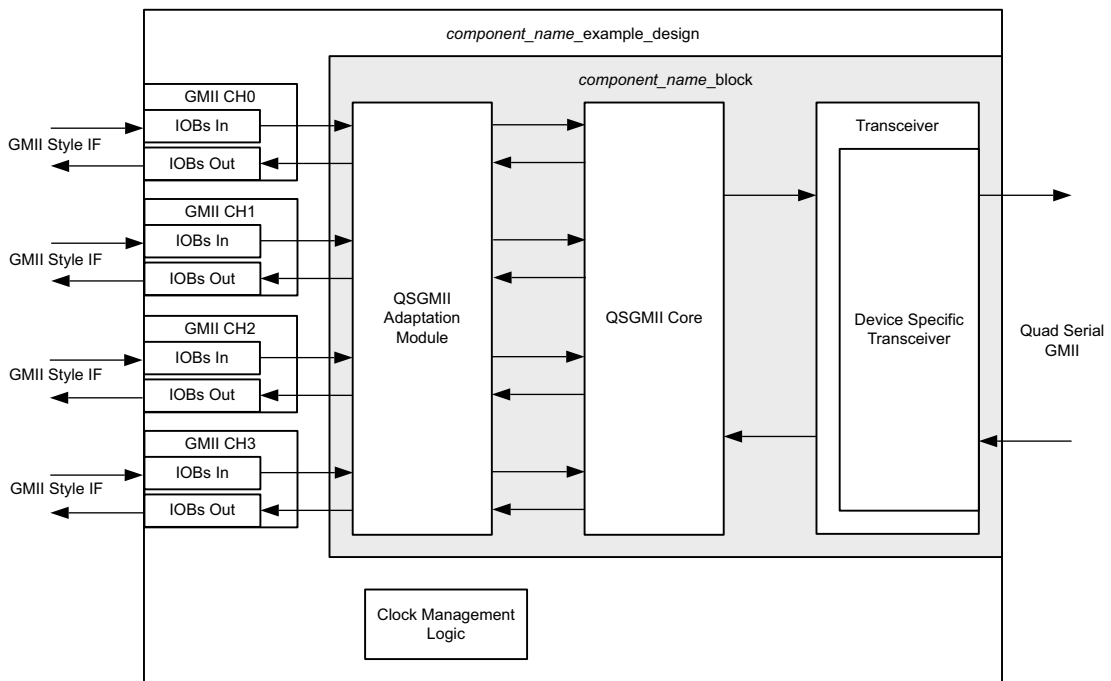 component_name_example_design
component_name_block
GMII CH0
IOBs In
IOBs Out
GMII Style IF
GMII CH1
IOBs In
IOBs Out
GMII Style IF
GMII CH2
IOBs In
IOBs Out
GMII Style IF
GMII CH3
IOBs In
IOBs Out
GMII Style IF
QSGMII
Adaptation
Module
QSGMII Core
Transceiver
Device Specific
Transceiver
Quad Serial
GMII
Clock Management
Logic